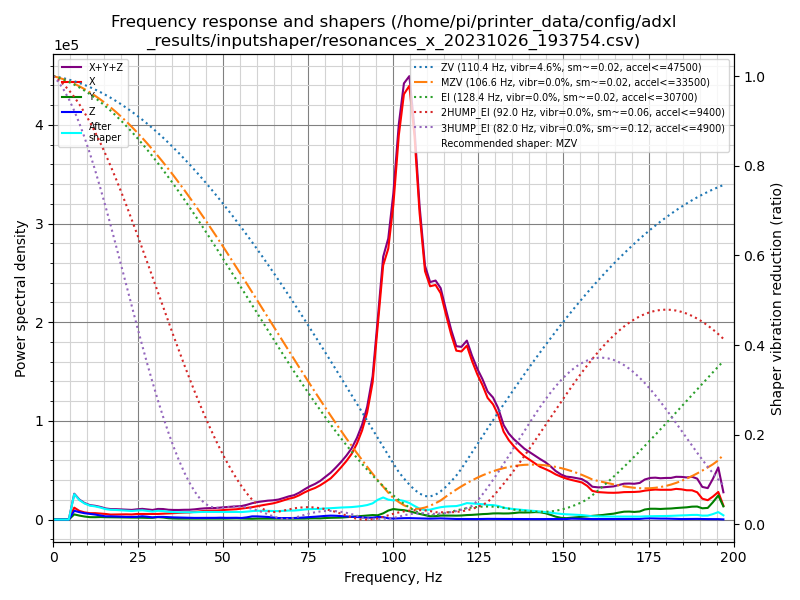 Frequency response and shapers (/home/pi/printer_data/config/adxl
_results/inputshaper/resonances_x_20231026_193754.csv)
1e5
X+Y+Z
X
Y
Z
After
shaper
ZV (110.4 Hz, vibr=4.6%, sm~=0.02, accel<=47500)
MZV (106.6 Hz, vibr=0.0%, sm~=0.02, accel<=33500)
EI (128.4 Hz, vibr=0.0%, sm~=0.02, accel<=30700)
2HUMP_EI (92.0 Hz, vibr=0.0%, sm~=0.06, accel<=9400)
3HUMP_EI (82.0 Hz, vibr=0.0%, sm~=0.12, accel<=4900)
Recommended shaper: MZV
4
3
2
1
0
Power spectral density
1.0
0.8
0.6
0.4
0.2
0.0
Shaper vibration reduction (ratio)
0 25 50 75 100 125 150 175 200
Frequency, Hz